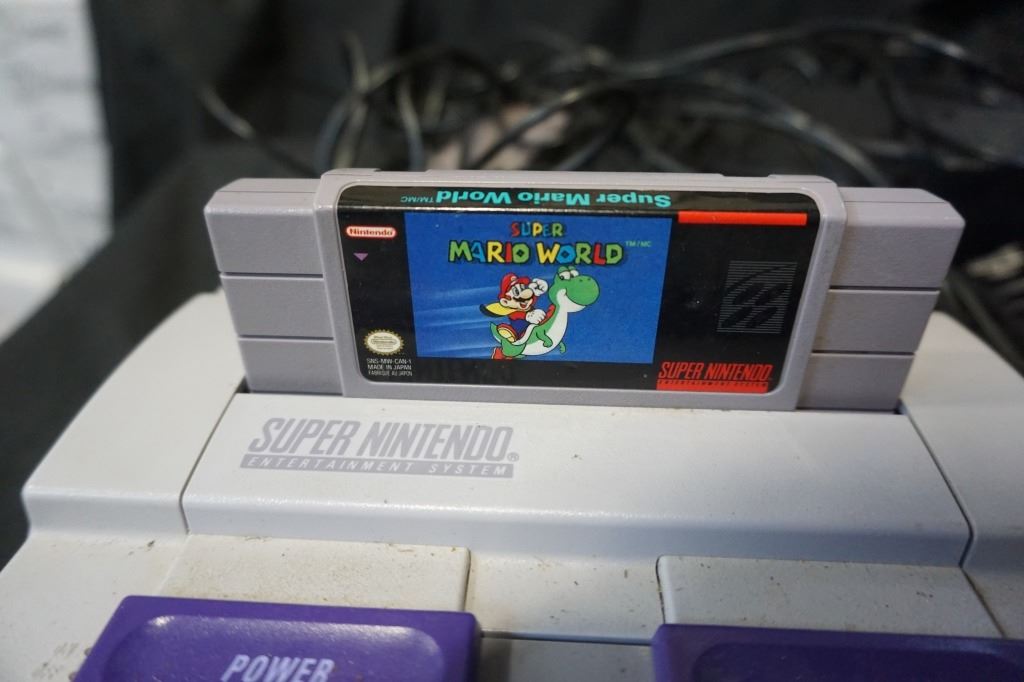 Super Mario World TM/MC
Nintendo
SUPER
MARIO WORLD TM/MC
SNS-MW-CAN-1
MADE IN JAPAN
FABRIQUÉ AU JAPON
SUPER NINTENDO
ENTERTAINMENT SYSTEM
SUPER NINTENDO®
ENTERTAINMENT SYSTEM
POWER